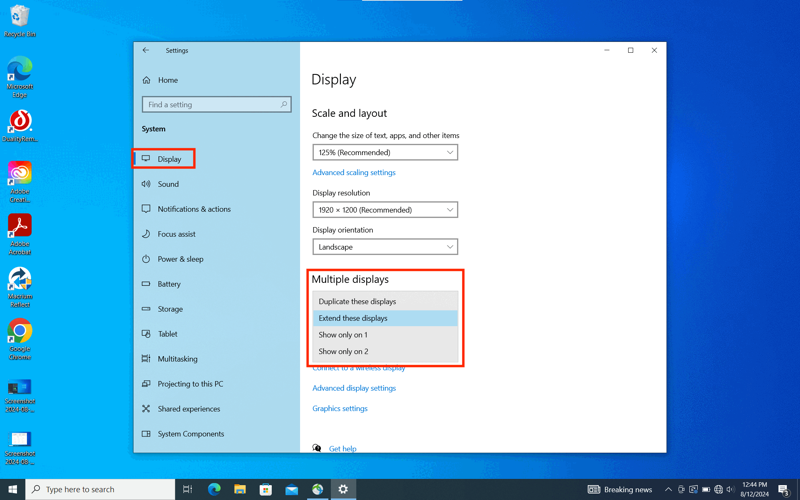 Recycle Bin
Microsoft
Edge
Adobe
Creati...
Adobe
Acrobat
Macrium
Reflect
Google
Chrome
Screenshot
2024-08-...
Screenshot
2024-08-...
Settings
Home
Find a setting
System
Display
Sound
Notifications & actions
Focus assist
Power & sleep
Battery
Storage
Tablet
Multitasking
Projecting to this PC
Shared experiences
System Components
Display
Scale and layout
Change the size of text, apps, and other items
125% (Recommended)
Advanced scaling settings
Display resolution
1920 × 1200 (Recommended)
Display orientation
Landscape
Multiple displays
Duplicate these displays
Extend these displays
Show only on 1
Show only on 2
Connect to a wireless display
Advanced display settings
Graphics settings
Get help
Type here to search
Breaking news
12:44 PM
8/12/2024
3